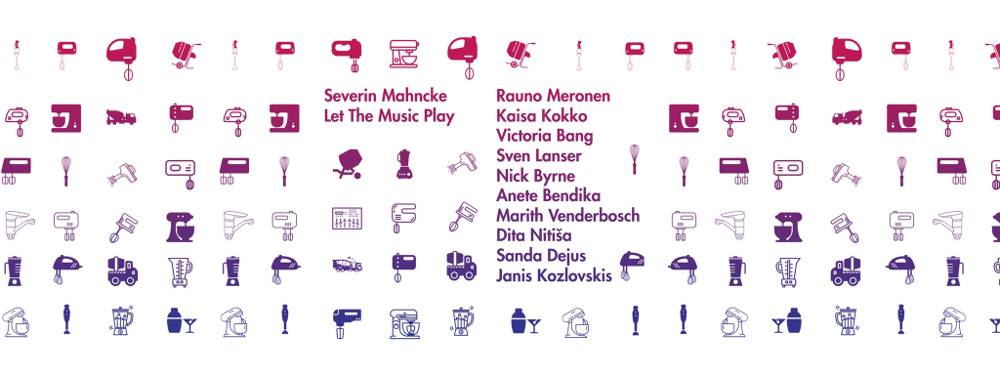 Severin Mahncke
Let The Music Play
Rauno Meronen
Kaisa Kokko
Victoria Bang
Sven Lanser
Nick Byrne
Anete Bendika
Marith Venderbosch
Dita Nitiša
Sanda Dejus
Janis Kozlovskis